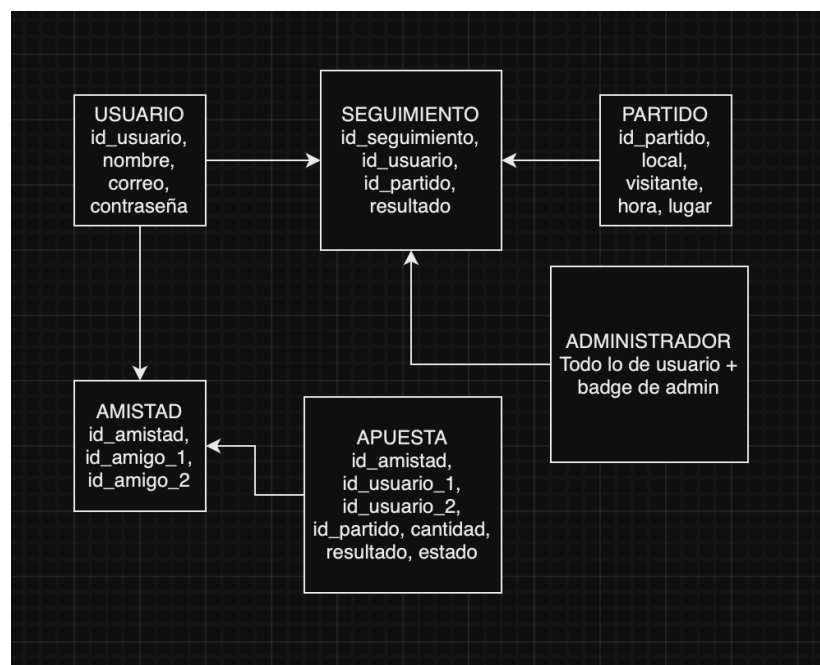 USUARIO
id_usuario,
nombre,
correo,
contraseña
SEGUIMIENTO
id_seguimiento,
id_usuario,
id_partido,
resultado
PARTIDO
id_partido,
local,
visitante,
hora, lugar
ADMINISTRADOR
Todo lo de usuario +
badge de admin
AMISTAD
id_amistad,
id_amigo_1,
id_amigo_2
APUESTA
id_amistad,
id_usuario_1,
id_usuario_2,
id_partido, cantidad,
resultado, estado